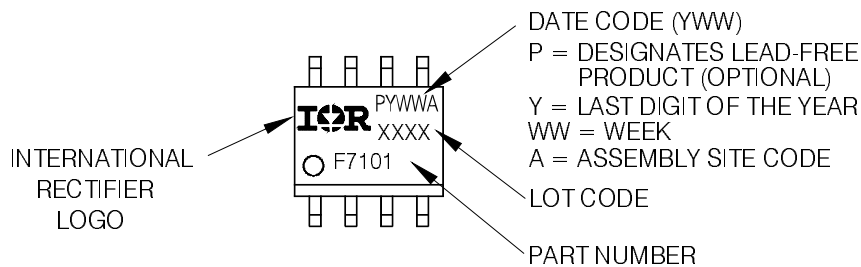 DATE CODE (YWW)
P = DESIGNATES LEAD-FREE
PRODUCT (OPTIONAL)
Y = LAST DIGIT OF THE YEAR
WW = WEEK
A = ASSEMBLY SITE CODE
LOT CODE
PART NUMBER
INTERNATIONAL
RECTIFIER
LOGO
IOR
PYWWA
XXXX
F7101